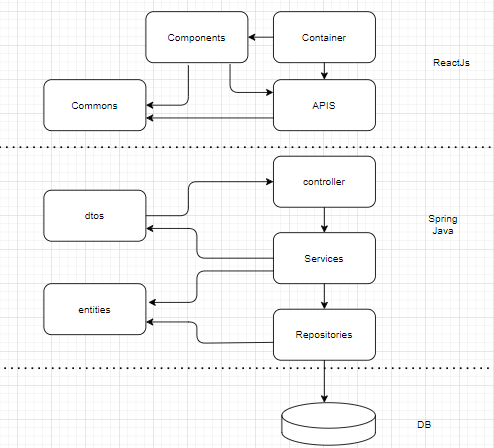 Components
Container
ReactJs
Commons
APIS
controller
dtos
Spring
Java
Services
entities
Repositories
DB